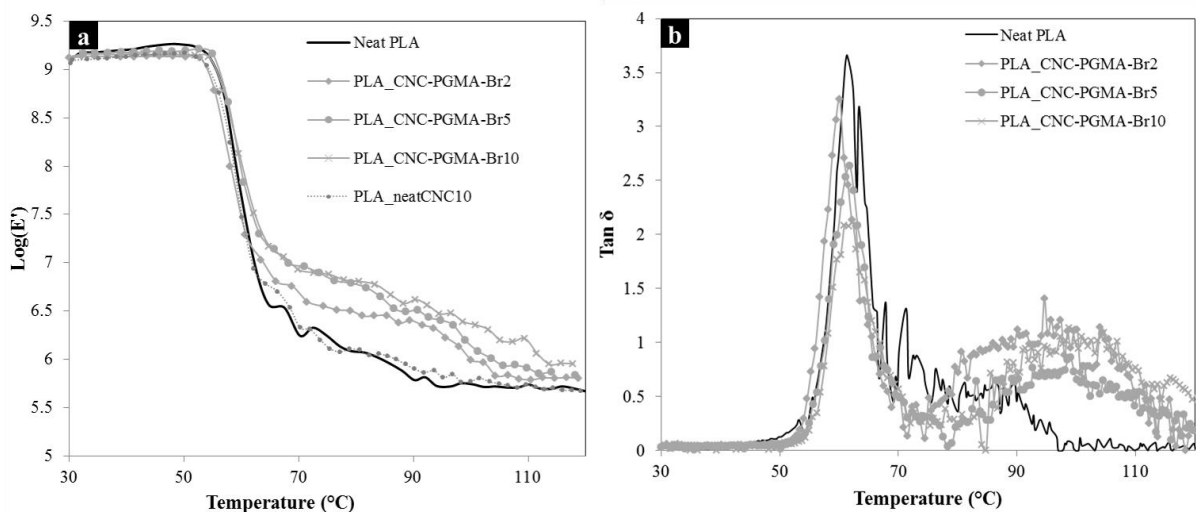 a
9.5
9
8.5
8
7.5
7
6.5
6
5.5
5
Log(E')
30 50 70 90 110
Temperature (°C)
Neat PLA
PLA_CNC-PGMA-Br2
PLA_CNC-PGMA-Br5
PLA_CNC-PGMA-Br10
PLA_neatCNC10
b
4
3.5
3
2.5
2
1.5
1
0.5
0
Tan δ
30 50 70 90 110
Temperature (°C)
Neat PLA
PLA_CNC-PGMA-Br2
PLA_CNC-PGMA-Br5
PLA_CNC-PGMA-Br10